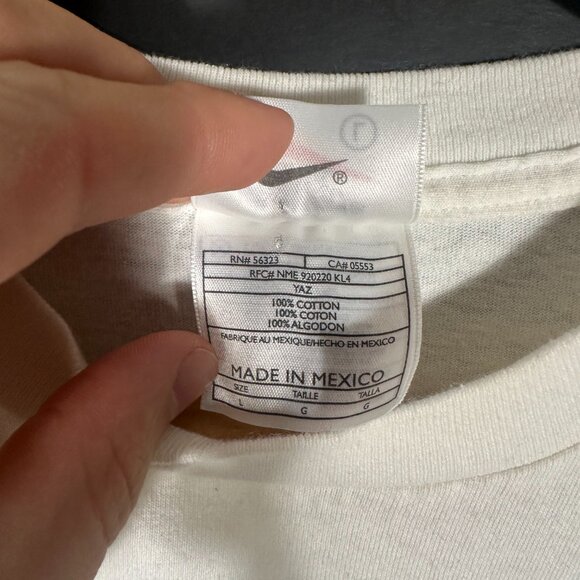 L
®
RN# 56323 CA# 05553
RFC# NME 920220 KL4
YAZ
100% COTTON
100% COTON
100% ALGODON
FABRIQUE AU MEXIQUE/HECHO EN MEXICO
MADE IN MEXICO
SIZE TAILLE TALLA
L G G